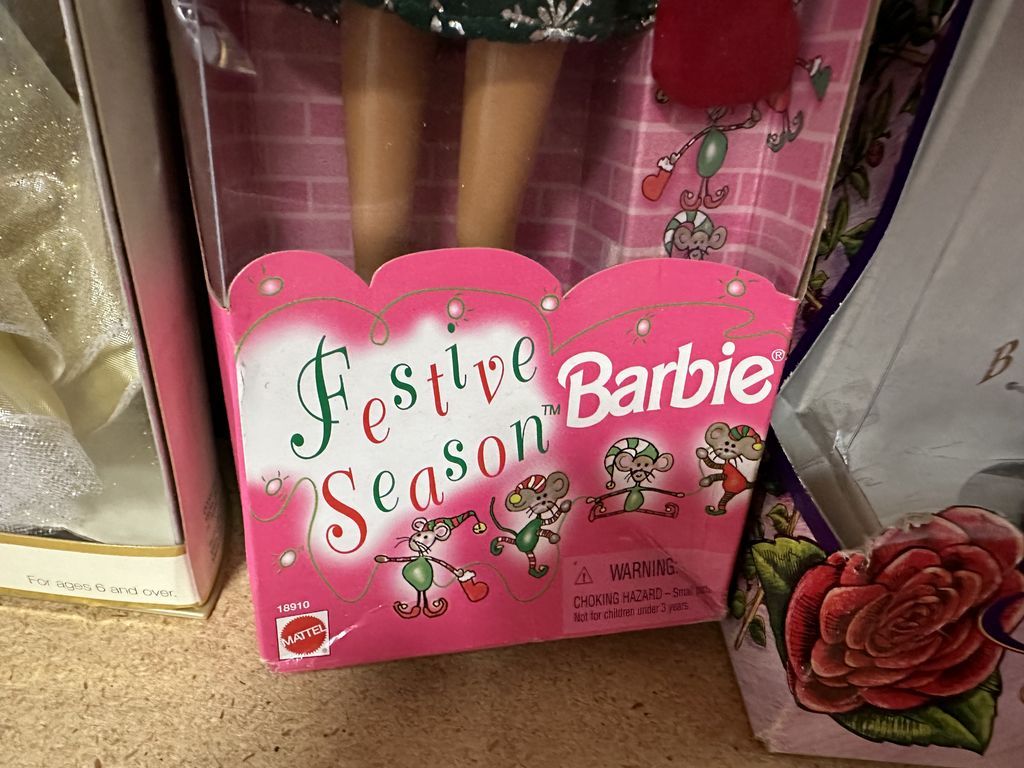 Festive
Season™
Barbie®
WARNING:
CHOKING HAZARD – Small
Not for children under 3 years.
18910
MATTEL
For ages 6 and over.
B